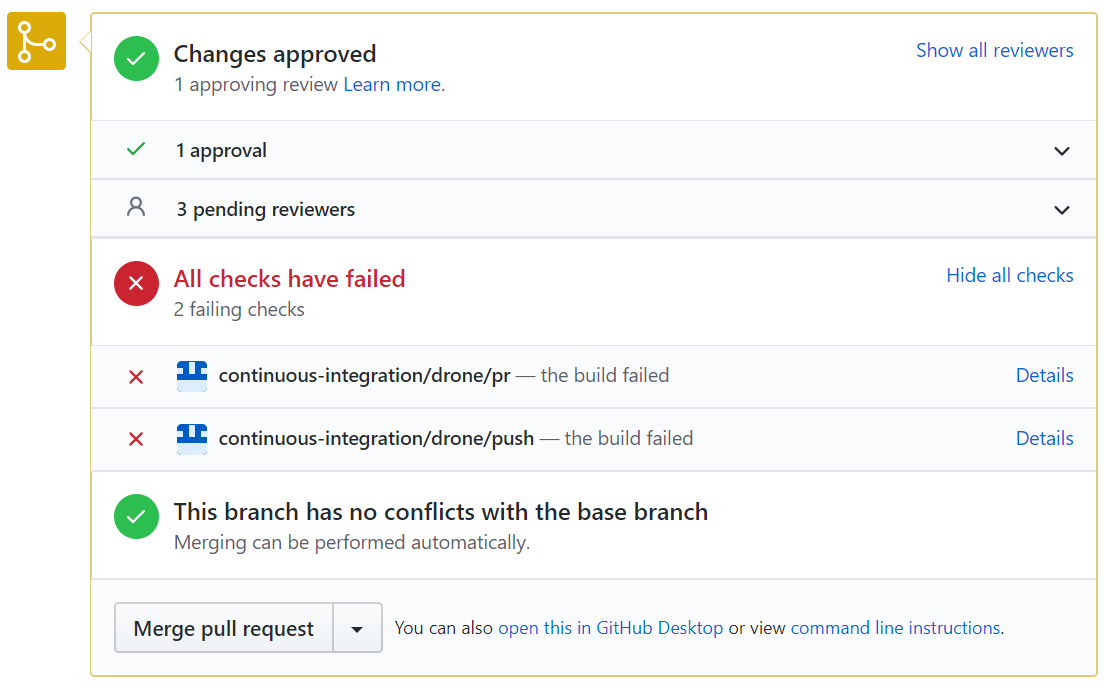 Changes approved
Show all reviewers
1 approving review Learn more.
1 approval
3 pending reviewers
All checks have failed
Hide all checks
2 failing checks
continuous-integration/drone/pr — the build failed
Details
continuous-integration/drone/push — the build failed
Details
This branch has no conflicts with the base branch
Merging can be performed automatically.
Merge pull request
You can also open this in GitHub Desktop or view command line instructions.